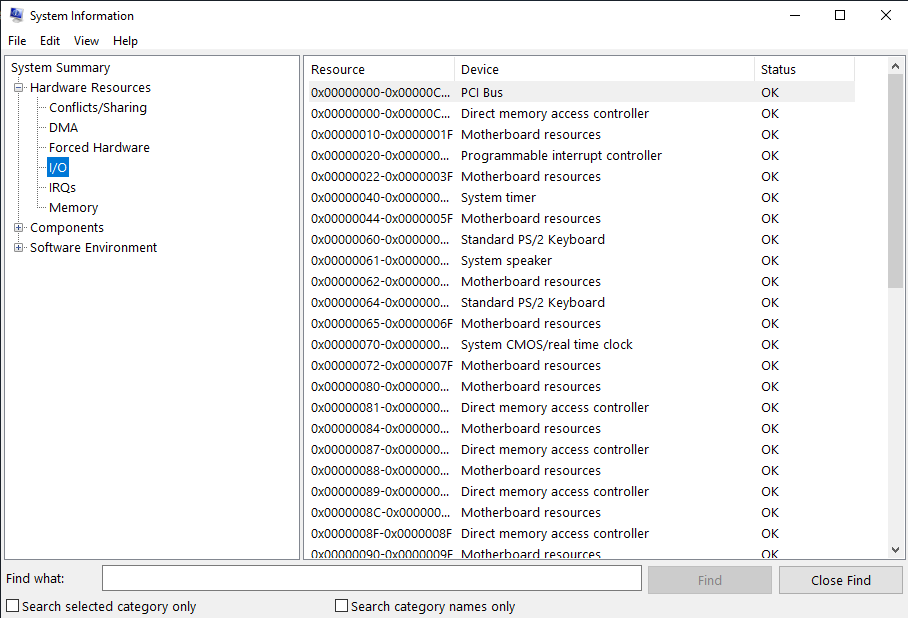 System Information
File Edit View Help
System Summary
Hardware Resources
Conflicts/Sharing
DMA
Forced Hardware
I/O
IRQs
Memory
Components
Software Environment
Resource Device Status
0x00000000-0x00000C... PCI Bus OK
0x00000000-0x00000C... Direct memory access controller OK
0x00000010-0x0000001F Motherboard resources OK
0x00000020-0x000000... Programmable interrupt controller OK
0x00000022-0x0000003F Motherboard resources OK
0x00000040-0x000000... System timer OK
0x00000044-0x0000005F Motherboard resources OK
0x00000060-0x000000... Standard PS/2 Keyboard OK
0x00000061-0x000000... System speaker OK
0x00000062-0x000000... Motherboard resources OK
0x00000064-0x000000... Standard PS/2 Keyboard OK
0x00000065-0x0000006F Motherboard resources OK
0x00000070-0x000000... System CMOS/real time clock OK
0x00000072-0x0000007F Motherboard resources OK
0x00000080-0x000000... Motherboard resources OK
0x00000081-0x000000... Direct memory access controller OK
0x00000084-0x000000... Motherboard resources OK
0x00000087-0x000000... Direct memory access controller OK
0x00000088-0x000000... Motherboard resources OK
0x00000089-0x000000... Direct memory access controller OK
0x0000008C-0x000000... Motherboard resources OK
0x0000008F-0x0000008F Direct memory access controller OK
0x00000090-0x0000009F Motherboard resources OK
Find what: Find Close Find
Search selected category only Search category names only